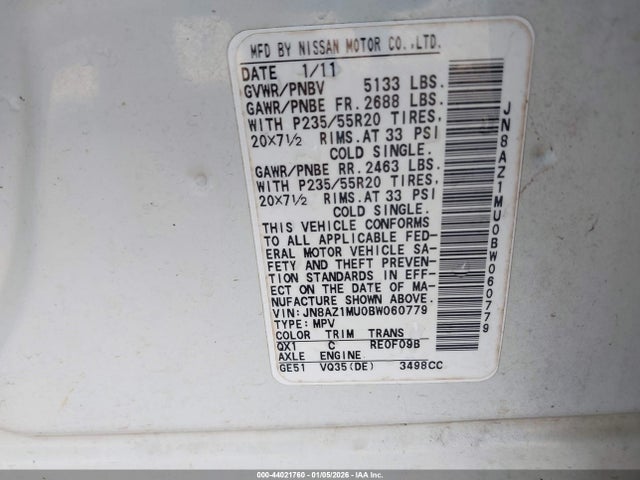 MFD BY NISSAN MOTOR CO.,LTD.
DATE 1/11
GVWR/PNBV 5133 LBS.
GAWR/PNBE FR. 2688 LBS.
WITH P235/55R20 TIRES,
20×7½ RIMS.AT 33 PSI
COLD SINGLE.
GAWR/PNBE RR. 2463 LBS.
WITH P235/55R20 TIRES,
20×7½ RIMS.AT 33 PSI
COLD SINGLE.
THIS VEHICLE CONFORMS
TO ALL APPLICABLE FED-
ERAL MOTOR VEHICLE SA-
FETY AND THEFT PREVEN-
TION STANDARDS IN EFF-
ECT ON THE DATE OF MA-
NUFACTURE SHOWN ABOVE.
VIN: JN8AZ1MU0BW060779
TYPE: MPV
COLOR TRIM TRANS
QX1 C RE0F09B
AXLE ENGINE
GE51 VQ35(DE) 3498CC
JN8AZ1MU0BW060779
000-44021760 - 01/05/2026 - IAA Inc.